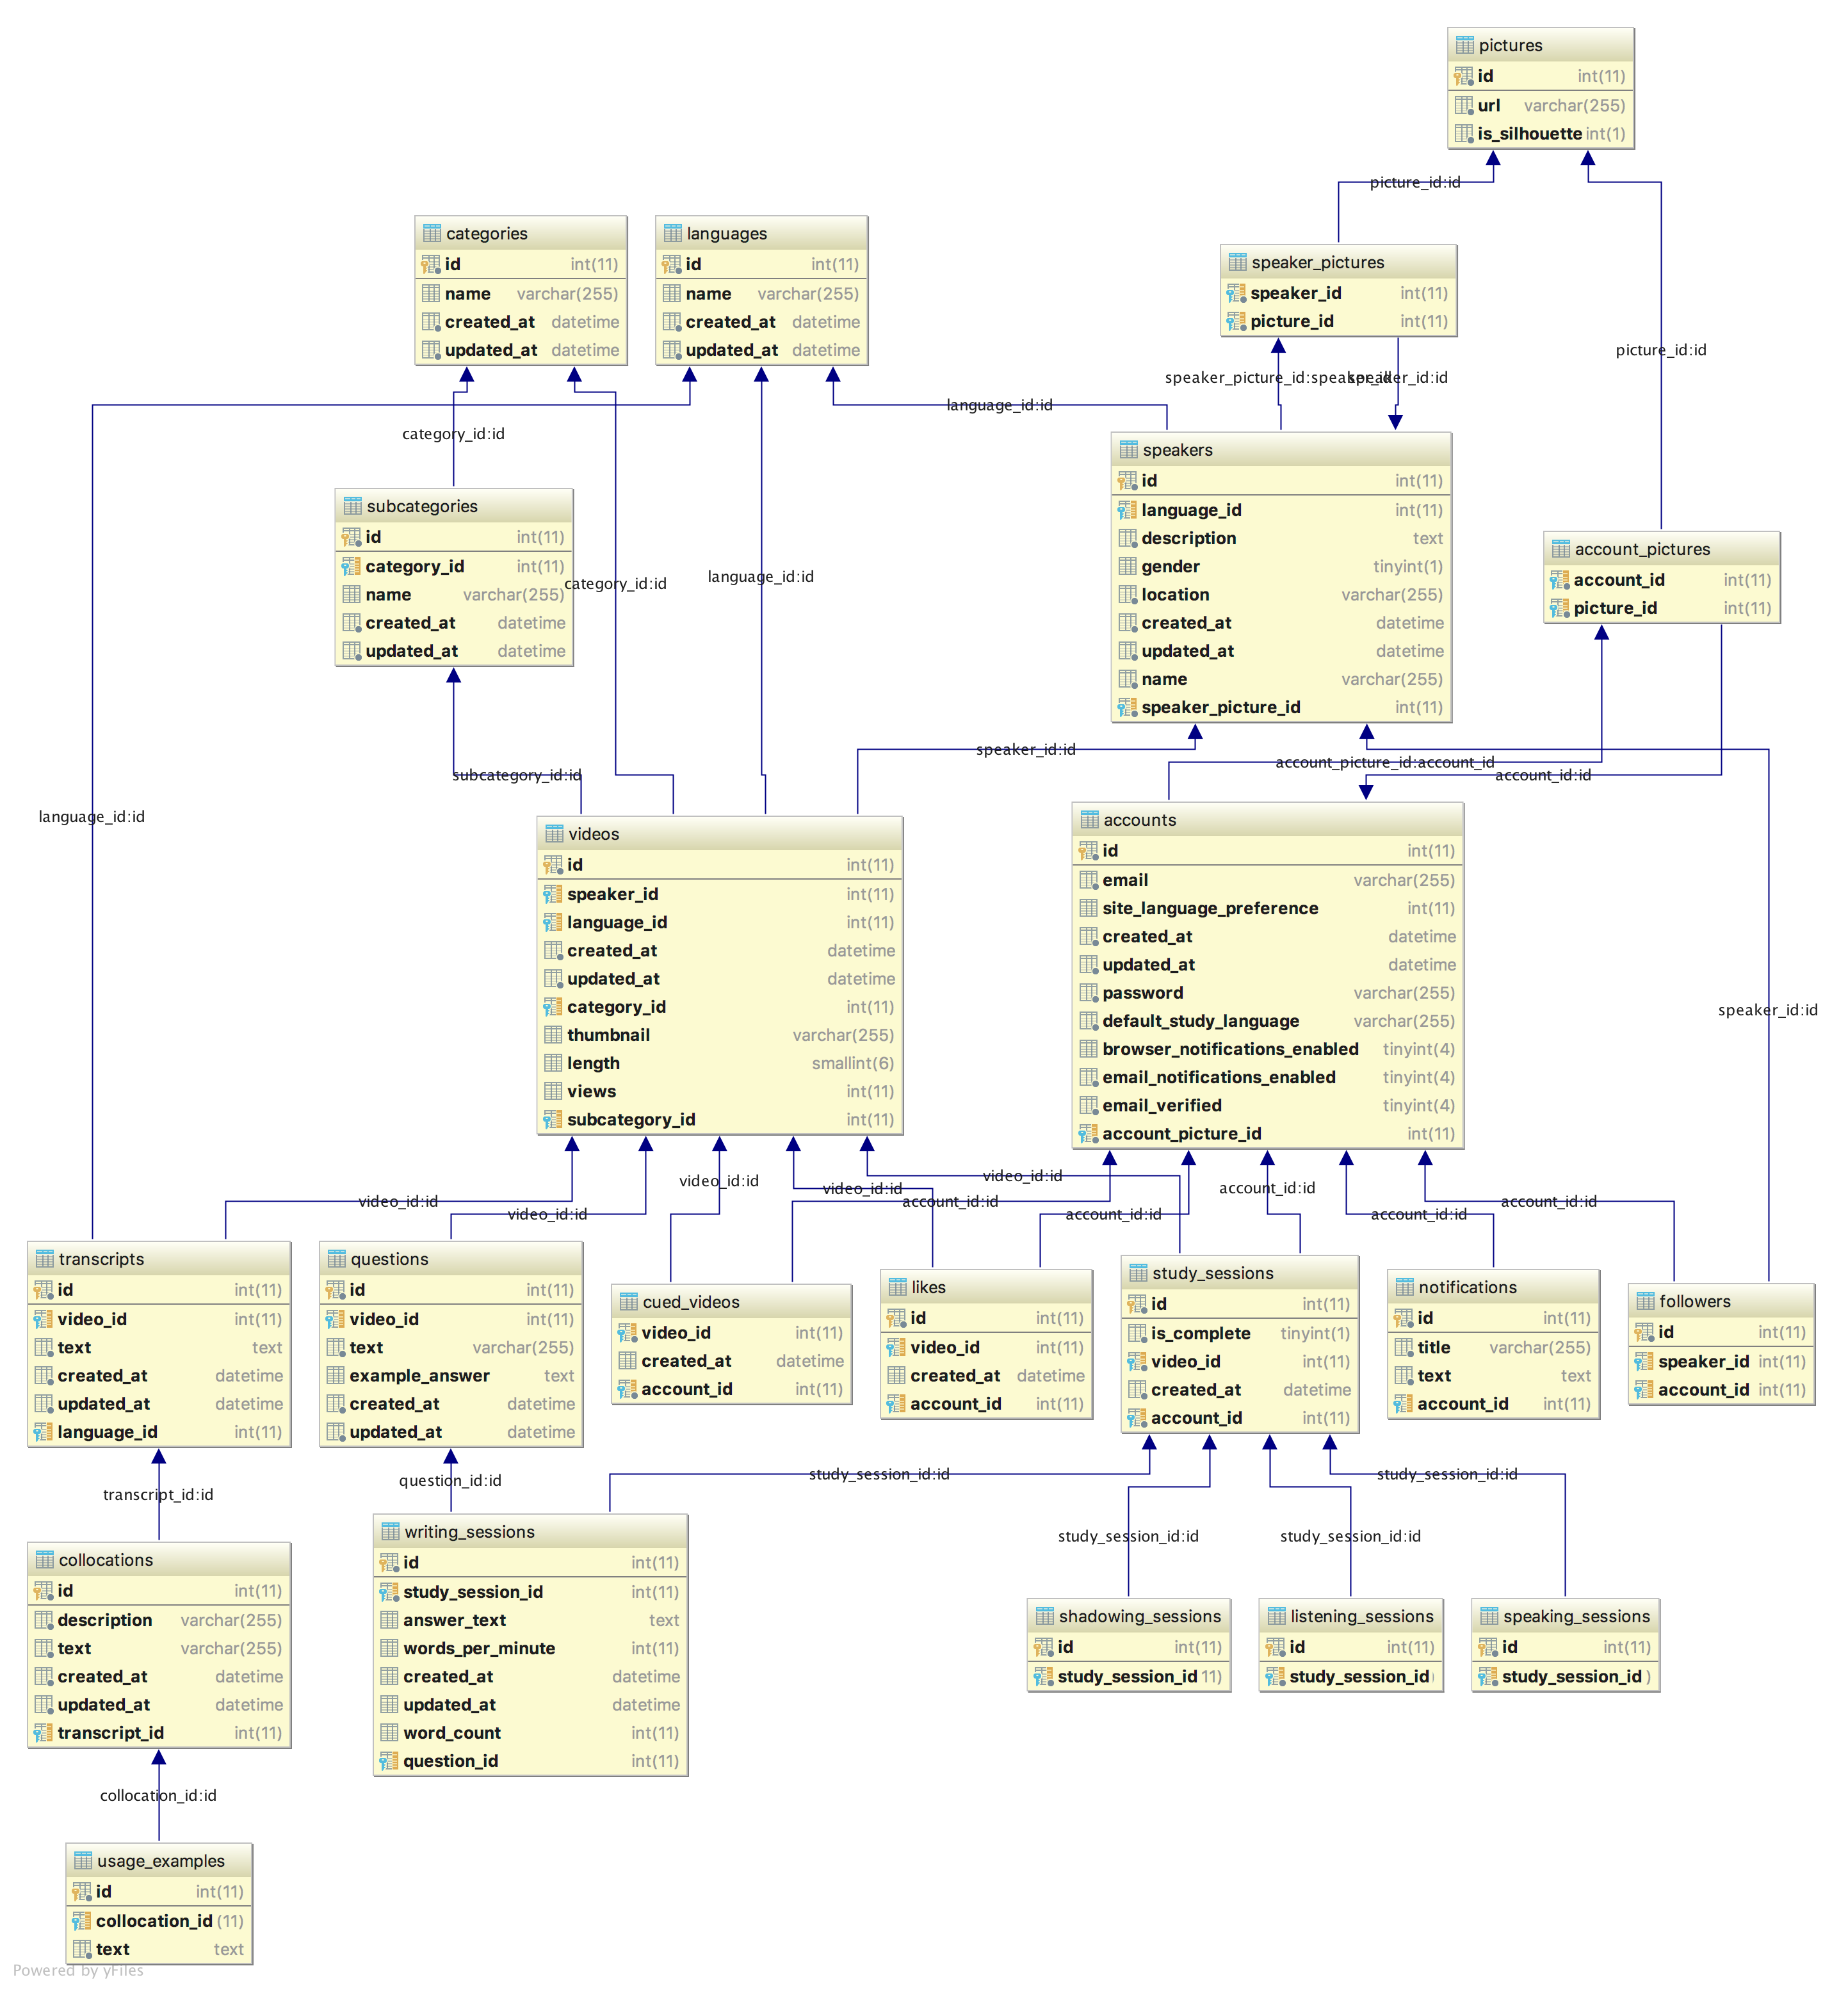 pictures
id int(11)
url varchar(255)
is_silhouette int(1)
picture_id:id
picture_id:id
categories
id int(11)
name varchar(255)
created_at datetime
updated_at datetime
languages
id int(11)
name varchar(255)
created_at datetime
updated_at datetime
speaker_pictures
speaker_id int(11)
picture_id int(11)
speaker_picture_id:speaker_id
speaker_id:id
language_id:id
category_id:id
speakers
id int(11)
language_id int(11)
description text
gender tinyint(1)
location varchar(255)
created_at datetime
updated_at datetime
name varchar(255)
speaker_picture_id int(11)
subcategories
id int(11)
category_id int(11)
name varchar(255)
created_at datetime
updated_at datetime
category_id:id
language_id:id
account_pictures
account_id int(11)
picture_id int(11)
speaker_id:id
account_picture_id:account_id
account_id:id
subcategory_id:id
language_id:id
videos
id int(11)
speaker_id int(11)
language_id int(11)
created_at datetime
updated_at datetime
category_id int(11)
thumbnail varchar(255)
length smallint(6)
views int(11)
subcategory_id int(11)
accounts
id int(11)
email varchar(255)
site_language_preference int(11)
created_at datetime
updated_at datetime
password varchar(255)
default_study_language varchar(255)
browser_notifications_enabled tinyint(4)
email_notifications_enabled tinyint(4)
email_verified tinyint(4)
account_picture_id int(11)
speaker_id:id
video_id:id
video_id:id
video_id:id
video_id:id
video_id:id
account_id:id
account_id:id
account_id:id
account_id:id
account_id:id
transcripts
id int(11)
video_id int(11)
text text
created_at datetime
updated_at datetime
language_id int(11)
questions
id int(11)
video_id int(11)
text varchar(255)
example_answer text
created_at datetime
updated_at datetime
cued_videos
video_id int(11)
created_at datetime
account_id int(11)
likes
id int(11)
video_id int(11)
created_at datetime
account_id int(11)
study_sessions
id int(11)
is_complete tinyint(1)
video_id int(11)
created_at datetime
account_id int(11)
notifications
id int(11)
title varchar(255)
text text
account_id int(11)
followers
id int(11)
speaker_id int(11)
account_id int(11)
transcript_id:id
question_id:id
study_session_id:id
study_session_id:id
study_session_id:id
study_session_id:id
collocations
id int(11)
description varchar(255)
text varchar(255)
created_at datetime
updated_at datetime
transcript_id int(11)
writing_sessions
id int(11)
study_session_id int(11)
answer_text text
words_per_minute int(11)
created_at datetime
updated_at datetime
word_count int(11)
question_id int(11)
shadowing_sessions
id int(11)
study_session_id 11)
listening_sessions
id int(11)
study_session_id
speaking_sessions
id int(11)
study_session_id )
collocation_id:id
usage_examples
id int(11)
collocation_id (11)
text text
Powered by yFiles